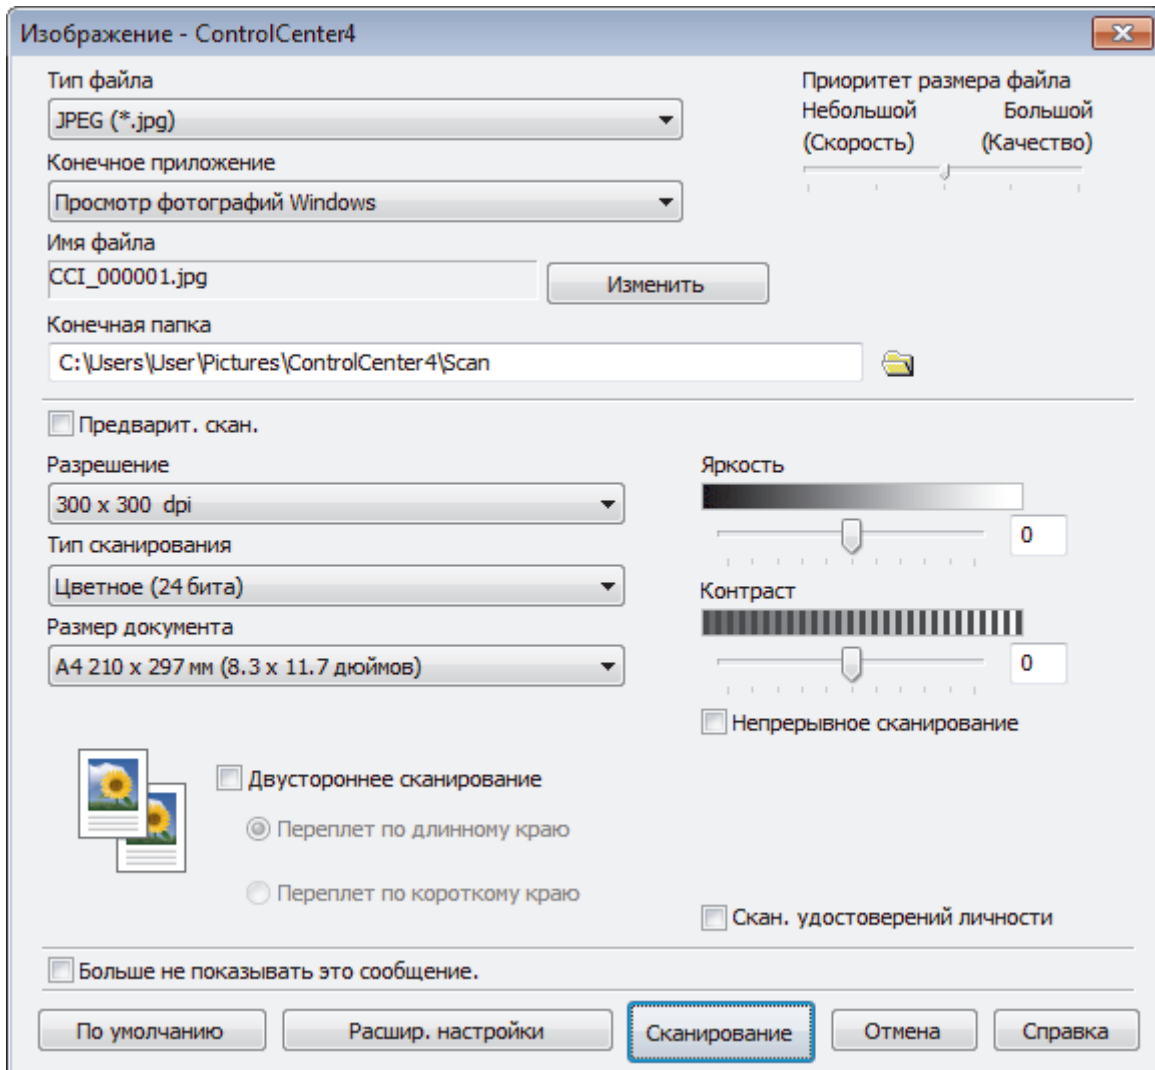 Изображение - ControlCenter4
Тип файла
JPEG (*.jpg)
Конечное приложение
Просмотр фотографий Windows
Имя файла
CCI_000001.jpg
Изменить
Конечная папка
C:\Users\User\Pictures\ControlCenter4\Scan
Приоритет размера файла
Небольшой Большой
(Скорость) (Качество)
Предварит. скан.
Разрешение
300 x 300 dpi
Тип сканирования
Цветное (24 бита)
Размер документа
A4 210 x 297 мм (8.3 x 11.7 дюймов)
Яркость
0
Контраст
0
Непрерывное сканирование
Двустороннее сканирование
Переплет по длинному краю
Переплет по короткому краю
Скан. удостоверений личности
Больше не показывать это сообщение.
По умолчанию Расшир. настройки Сканирование Отмена Справка